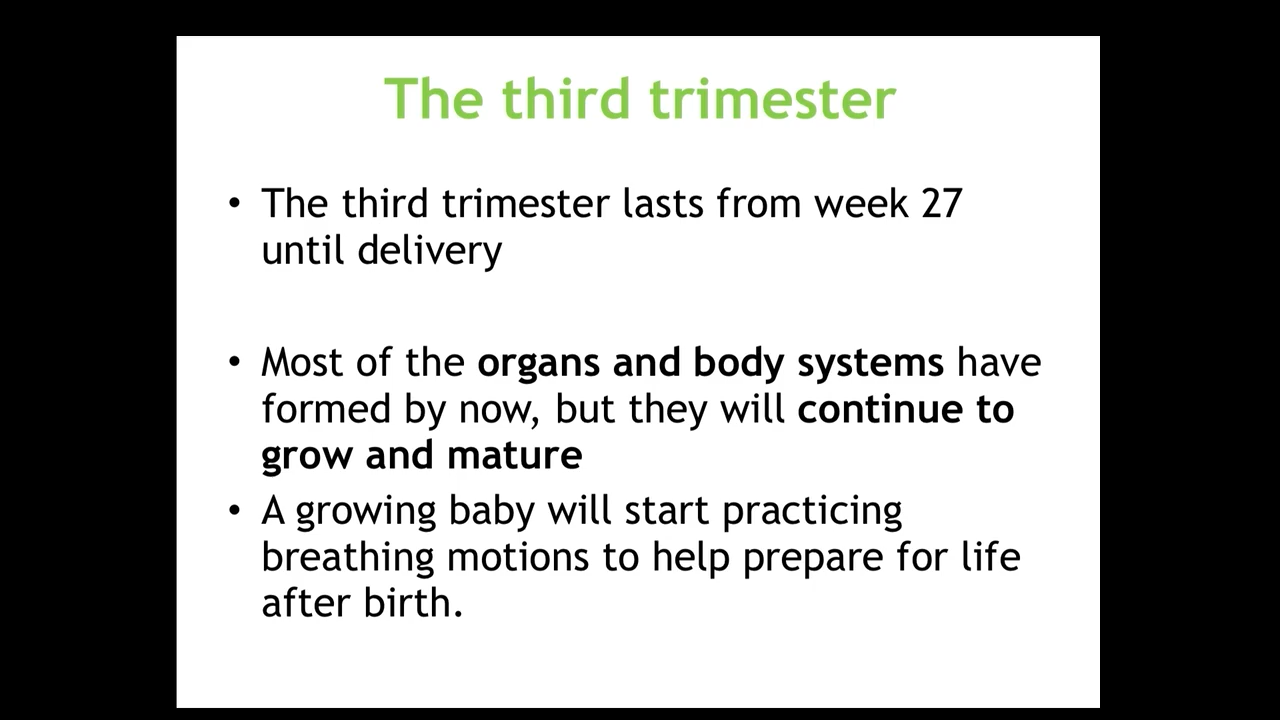 The third trimester
• The third trimester lasts from week 27
until delivery
• Most of the organs and body systems have
formed by now, but they will continue to
grow and mature
• A growing baby will start practicing
breathing motions to help prepare for life
after birth.